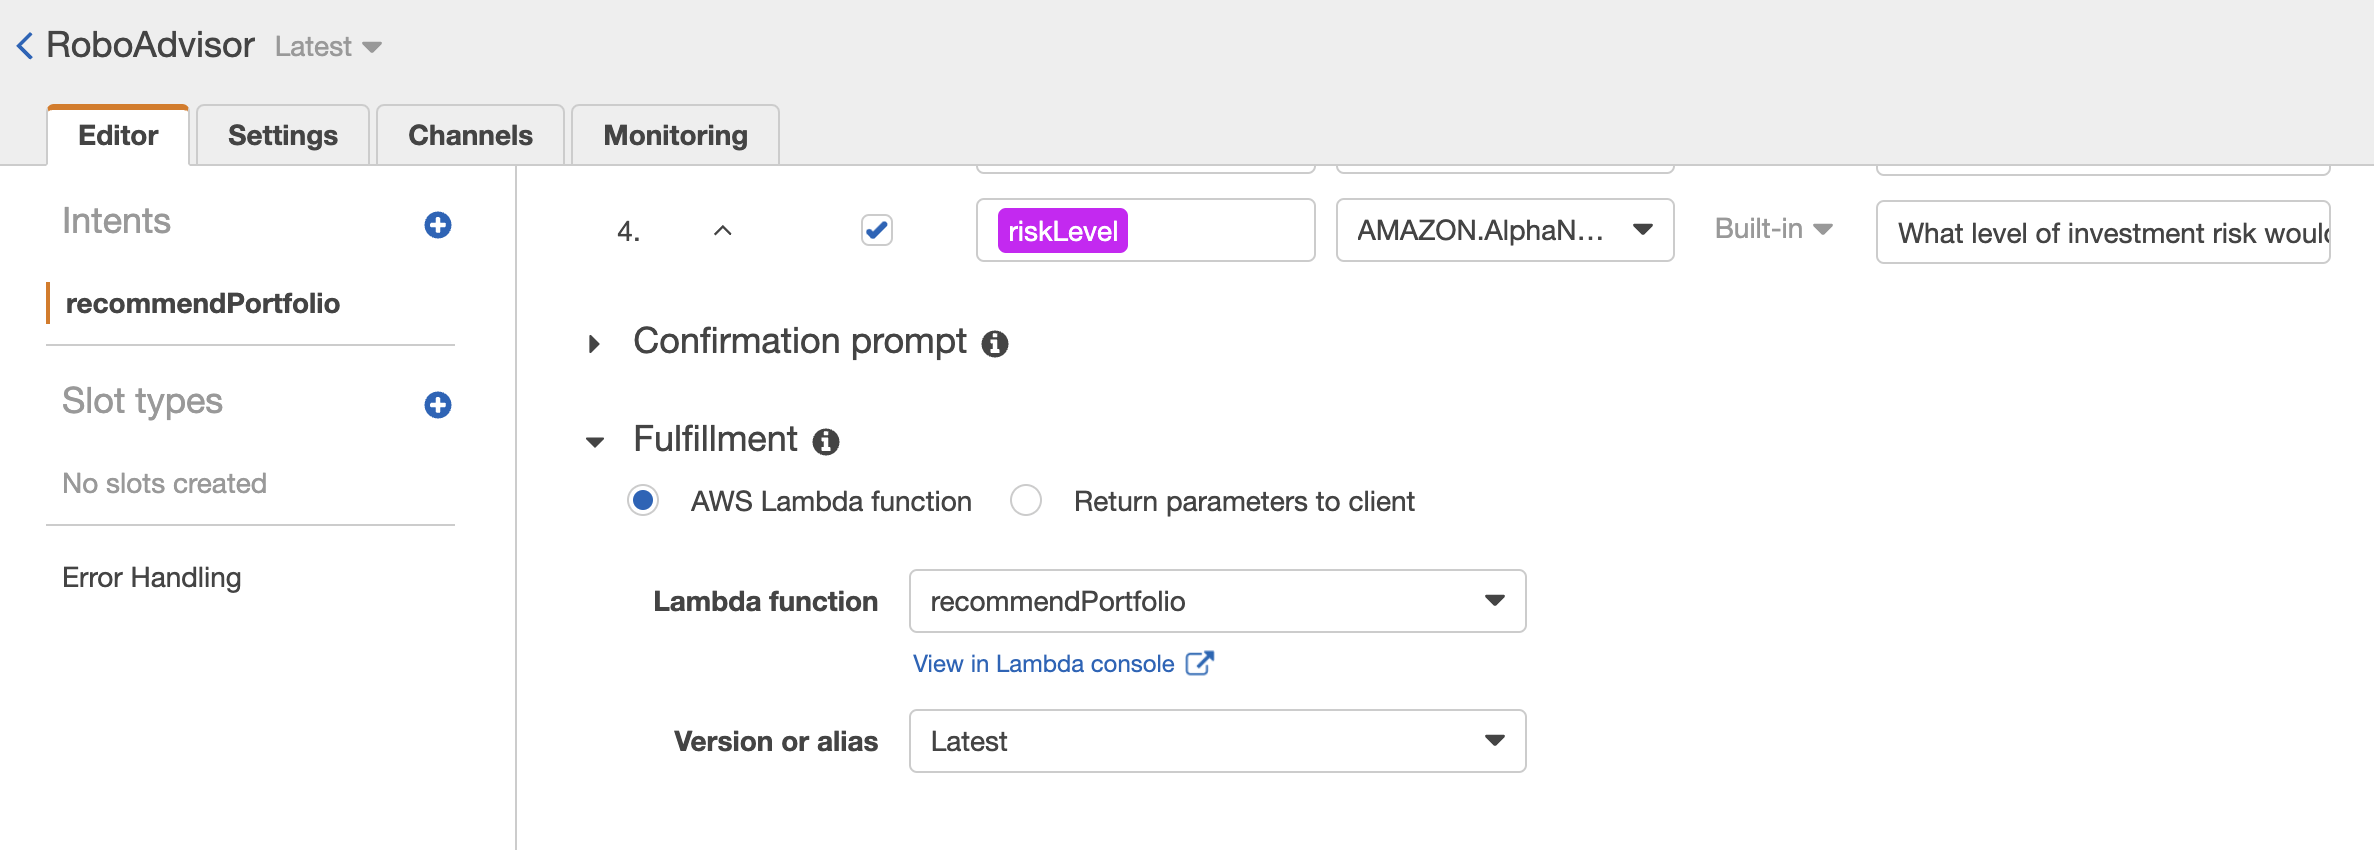 RoboAdvisor Latest
Editor Settings Channels Monitoring
Intents
recommendPortfolio
Slot types
No slots created
Error Handling
4. riskLevel AMAZON.AlphaN... Built-in What level of investment risk would
Confirmation prompt
Fulfillment
AWS Lambda function Return parameters to client
Lambda function recommendPortfolio
View in Lambda console
Version or alias Latest